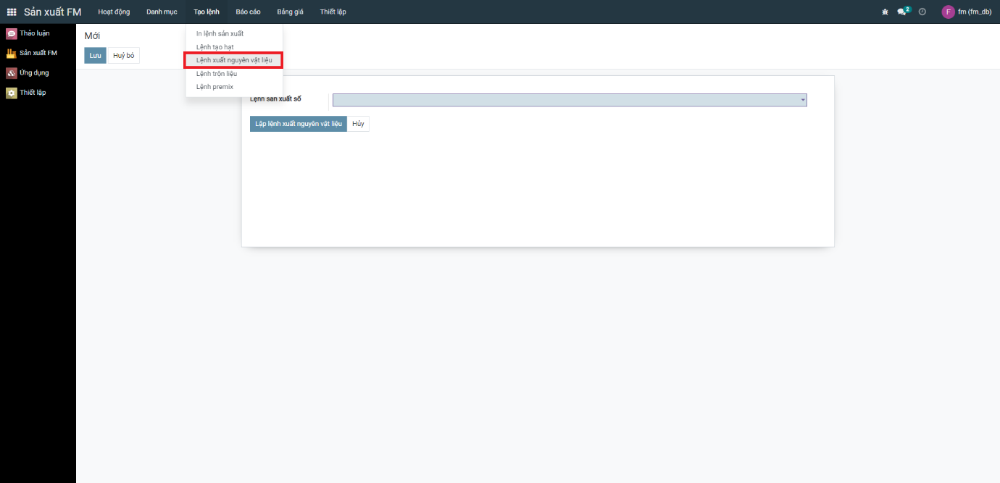 Sản xuất FM Hoạt động Danh mục Tạo lệnh Báo cáo Bảng giá Thiết lập 2 F fm (fm_db)
Thảo luận
Sản xuất FM
Ứng dụng
Thiết lập
Mới
Lưu Huỷ bỏ
In lệnh sản xuất
Lệnh tạo hạt
Lệnh xuất nguyên vật liệu
Lệnh trộn liệu
Lệnh premix
Lệnh sản xuất số
Lập lệnh xuất nguyên vật liệu Hủy